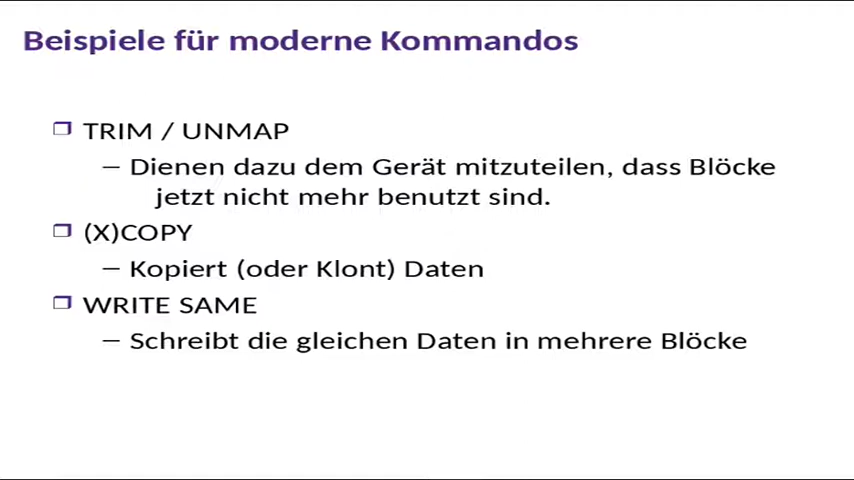 Beispiele für moderne Kommandos
❒ TRIM / UNMAP
– Dienen dazu dem Gerät mitzuteilen, dass Blöcke
jetzt nicht mehr benutzt sind.
❒ (X)COPY
– Kopiert (oder Klont) Daten
❒ WRITE SAME
– Schreibt die gleichen Daten in mehrere Blöcke